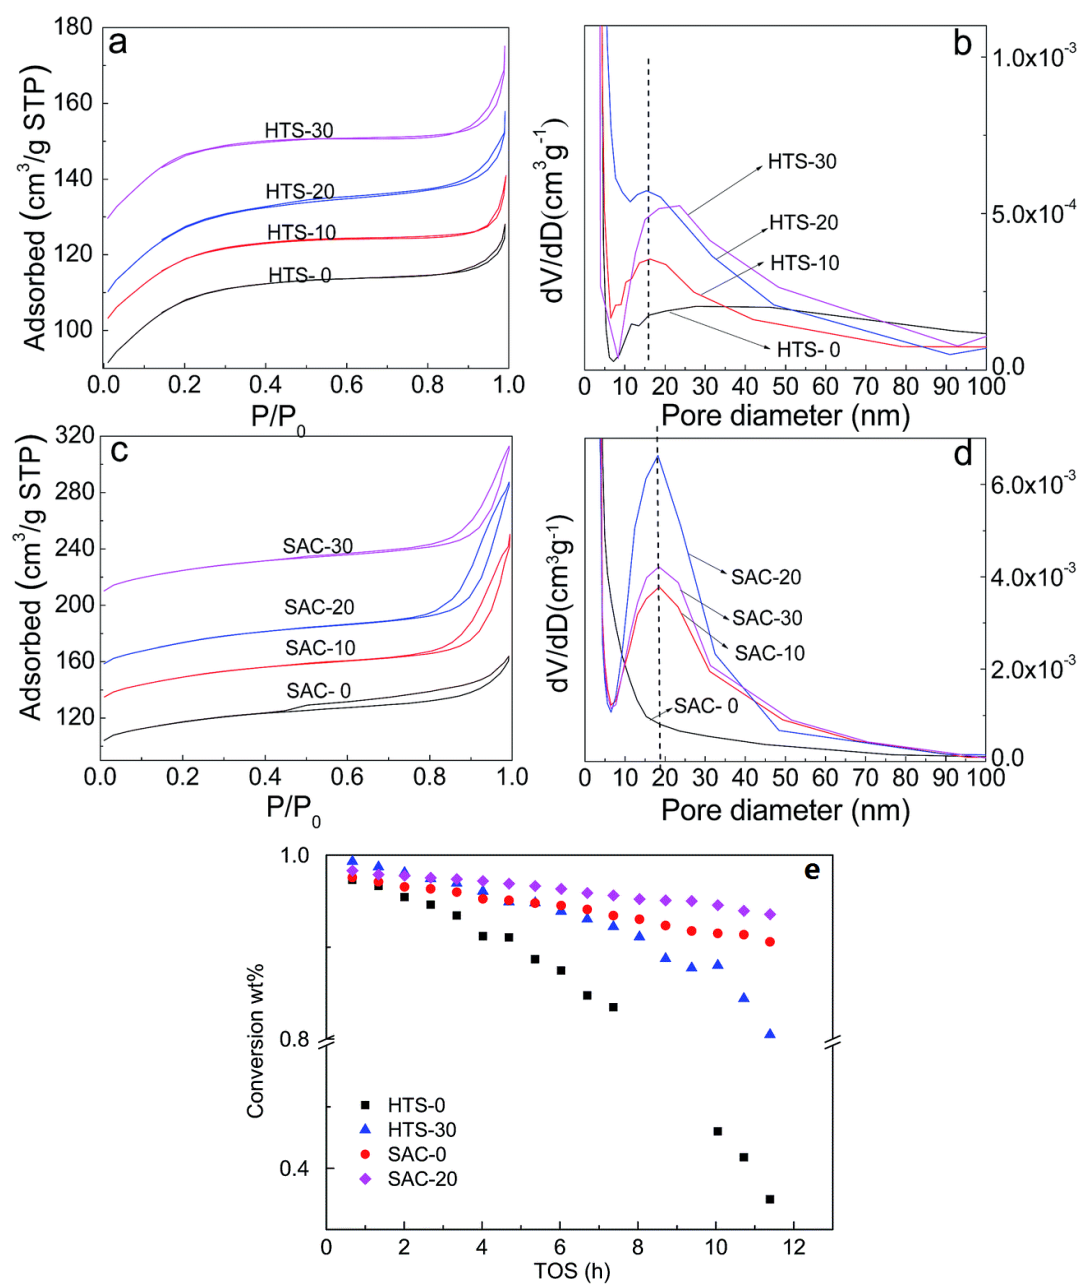 a
Adsorbed (cm³/g STP)
180
160
140
120
100
HTS-30
HTS-20
HTS-10
HTS- 0
0.0 0.2 0.4 0.6 0.8 1.0
P/P₀
b
dV/dD(cm³g⁻¹)
1.0x10⁻³
5.0x10⁻⁴
0.0
HTS-30
HTS-20
HTS-10
HTS- 0
0 10 20 30 40 50 60 70 80 90 100
Pore diameter (nm)
c
Adsorbed (cm³/g STP)
320
280
240
200
160
120
SAC-30
SAC-20
SAC-10
SAC- 0
0.0 0.2 0.4 0.6 0.8 1.0
P/P₀
d
dV/dD(cm³g⁻¹)
6.0x10⁻³
4.0x10⁻³
2.0x10⁻³
0.0
SAC-20
SAC-30
SAC-10
SAC- 0
0 10 20 30 40 50 60 70 80 90 100
Pore diameter (nm)
e
Conversion wt%
1.0
0.8
0.4
HTS-0
HTS-30
SAC-0
SAC-20
0 2 4 6 8 10 12
TOS (h)